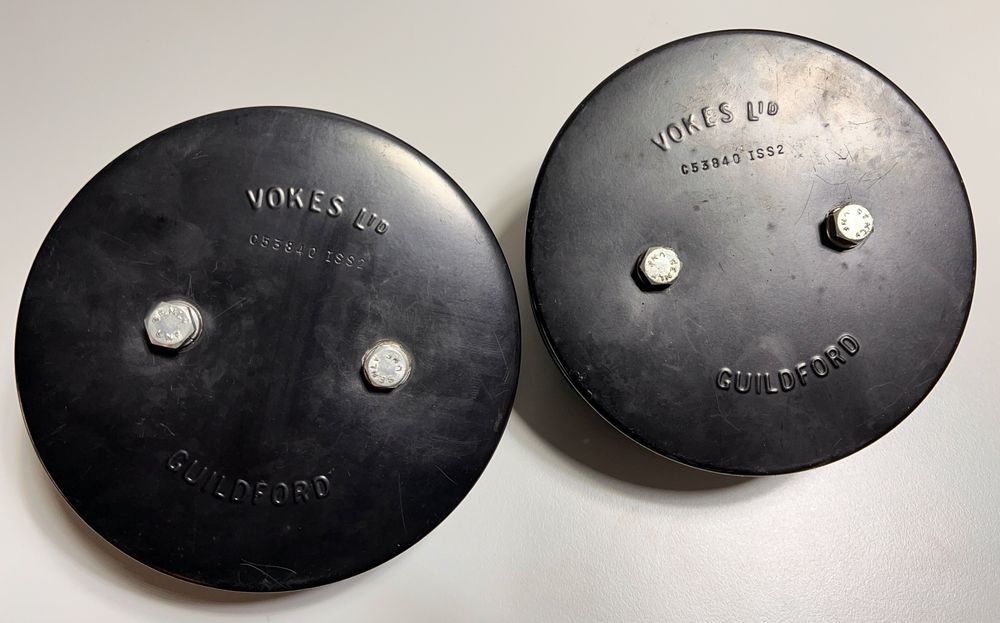 VOKES LTD
C53840 ISS2
GUILDFORD
VOKES LTD
C53840 ISS2
GUILDFORD